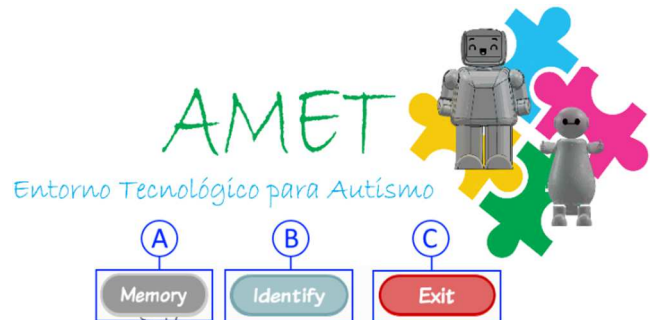 AMET
Entorno Tecnológico para Autismo
A B C
Memory Identify Exit